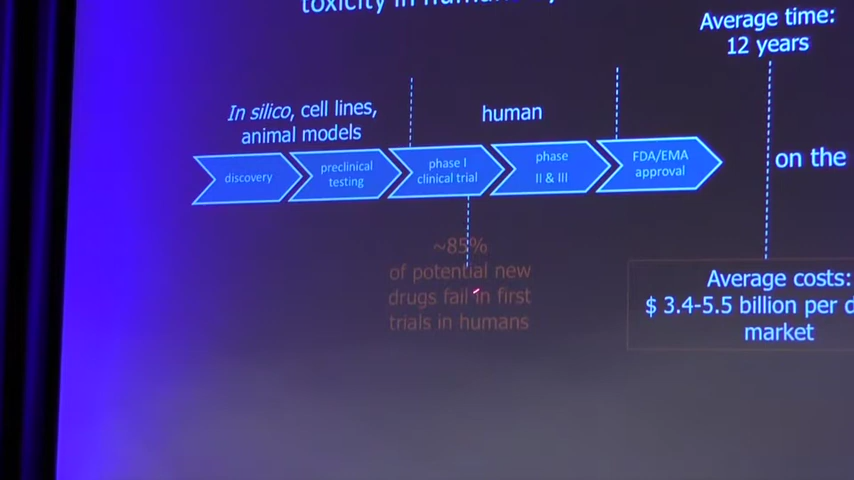 toxicity in
Average time:
12 years
In silico, cell lines,
animal models
human
discovery
preclinical
testing
phase I
clinical trial
phase
II & III
FDA/EMA
approval
on the
~85%
of potential new
drugs fail in first
trials in humans
Average costs:
$ 3.4-5.5 billion per
market